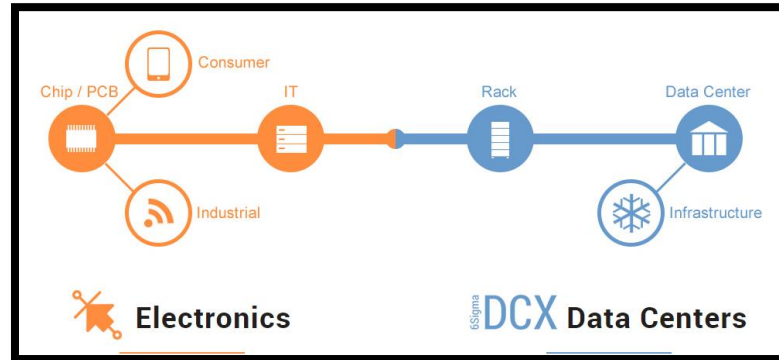 Consumer
Chip / PCB
IT
Rack
Data Center
Industrial
Infrastructure
Electronics
6Sigma DCX Data Centers